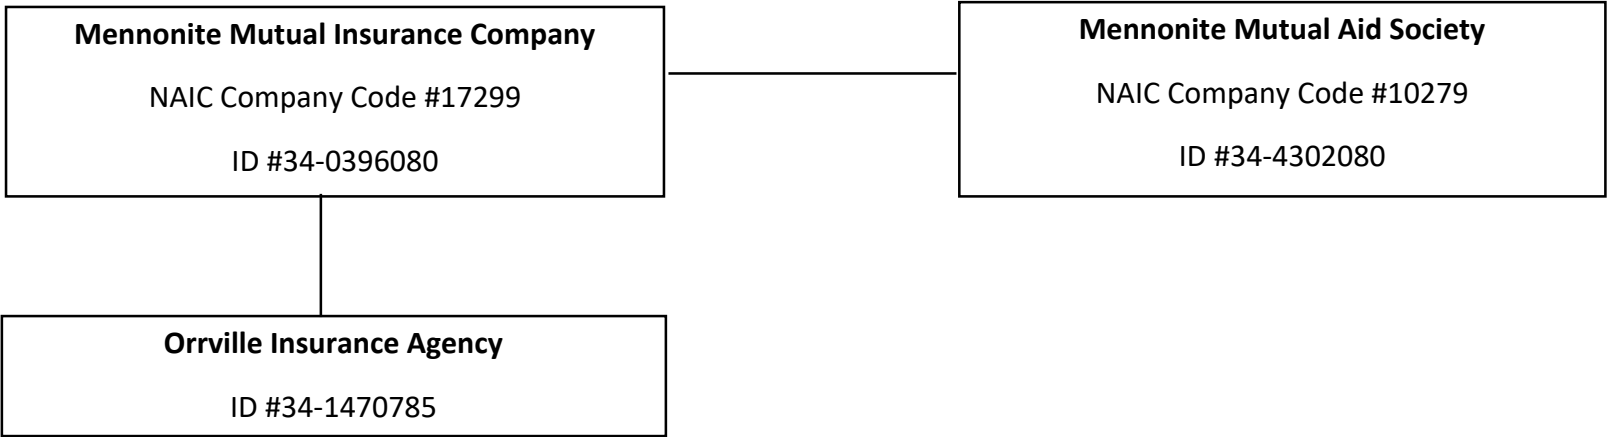 Mennonite Mutual Insurance Company
NAIC Company Code #17299
ID #34-0396080
Mennonite Mutual Aid Society
NAIC Company Code #10279
ID #34-4302080
Orrville Insurance Agency
ID #34-1470785